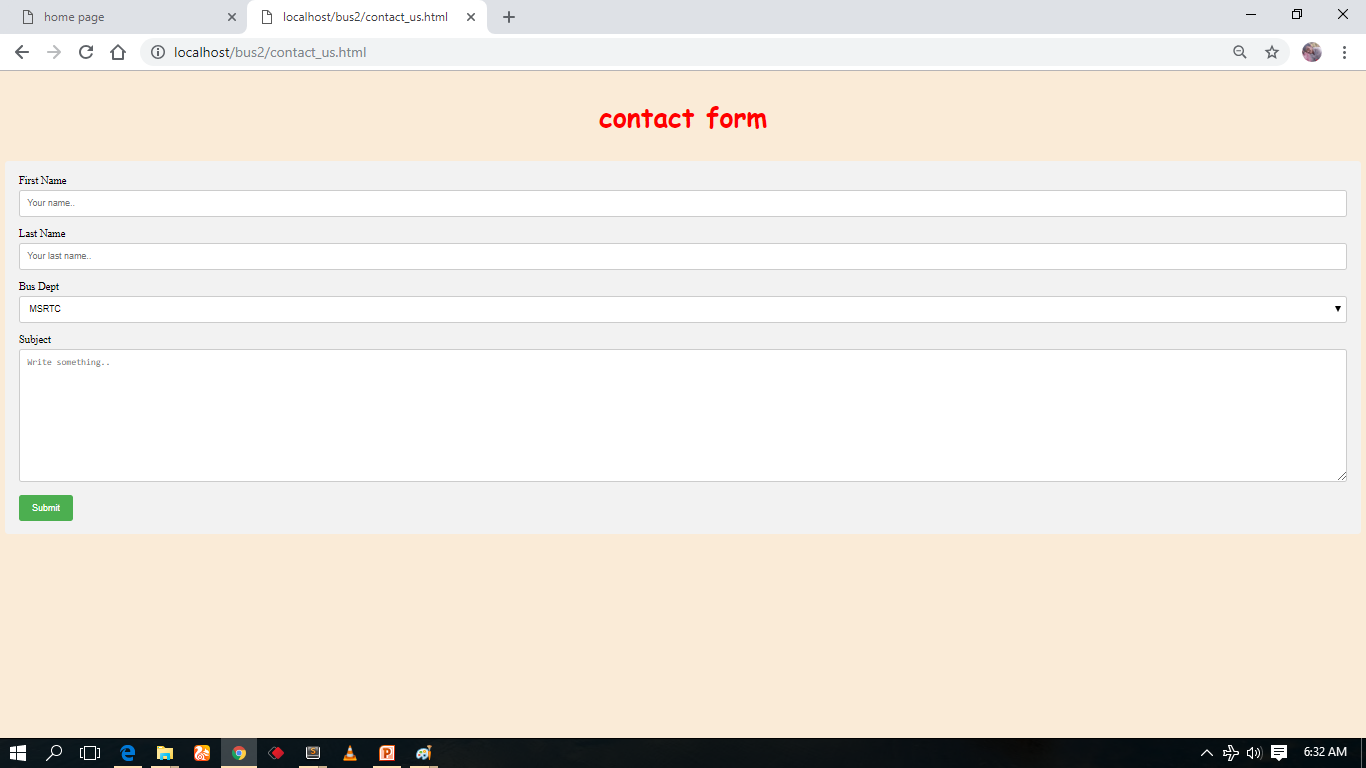 home page
localhost/bus2/contact_us.html
localhost/bus2/contact_us.html
contact form
First Name
Your name..
Last Name
Your last name..
Bus Dept
MSRTC
Subject
Write something..
Submit
6:32 AM